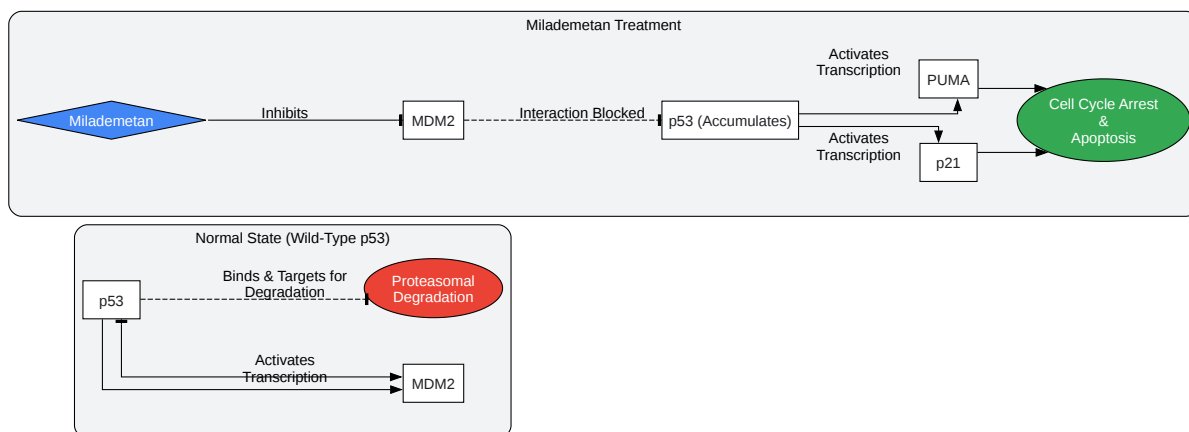 Milademetan Treatment
Milademetan
Inhibits
MDM2
Interaction Blocked
p53 (Accumulates)
Activates
Transcription
PUMA
Activates
Transcription
p21
Cell Cycle Arrest
&
Apoptosis
Normal State (Wild-Type p53)
p53
Binds & Targets for
Degradation
Proteasomal
Degradation
Activates
Transcription
MDM2